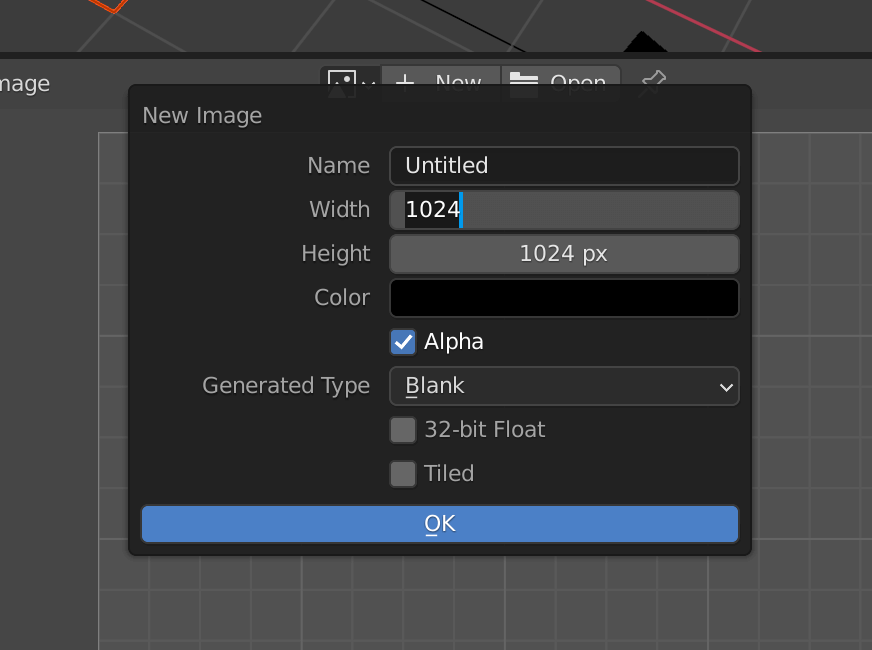 mage
New
Open
New Image
Name Untitled
Width 1024
Height 1024 px
Color
Alpha
Generated Type Blank
32-bit Float
Tiled
OK